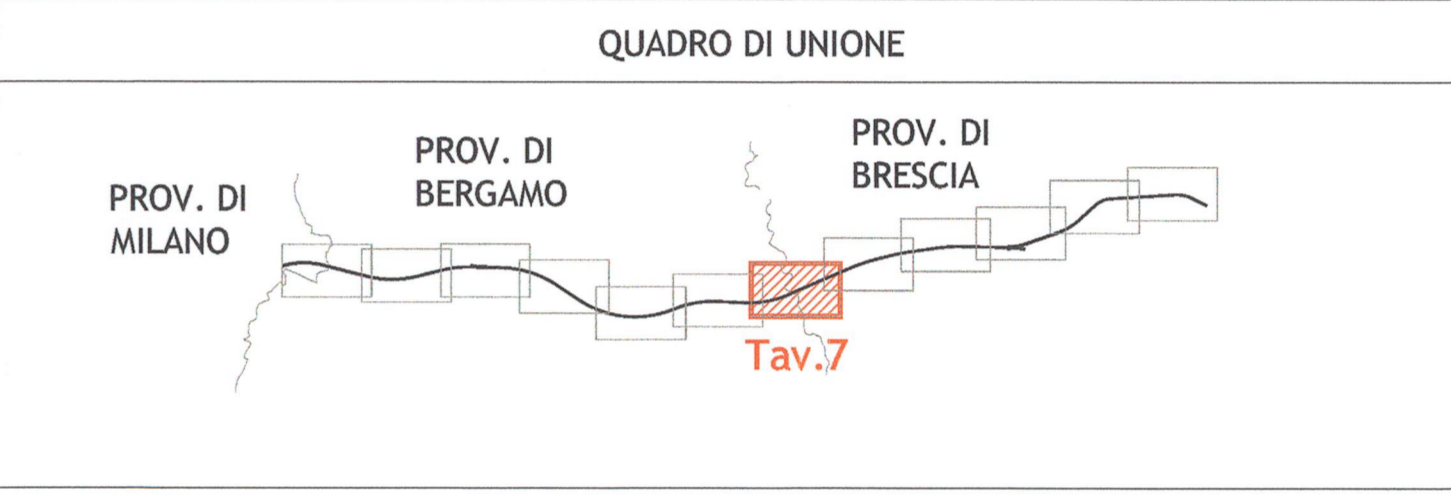 QUADRO DI UNIONE
PROV. DI
MILANO
PROV. DI
BERGAMO
PROV. DI
BRESCIA
Tav.7